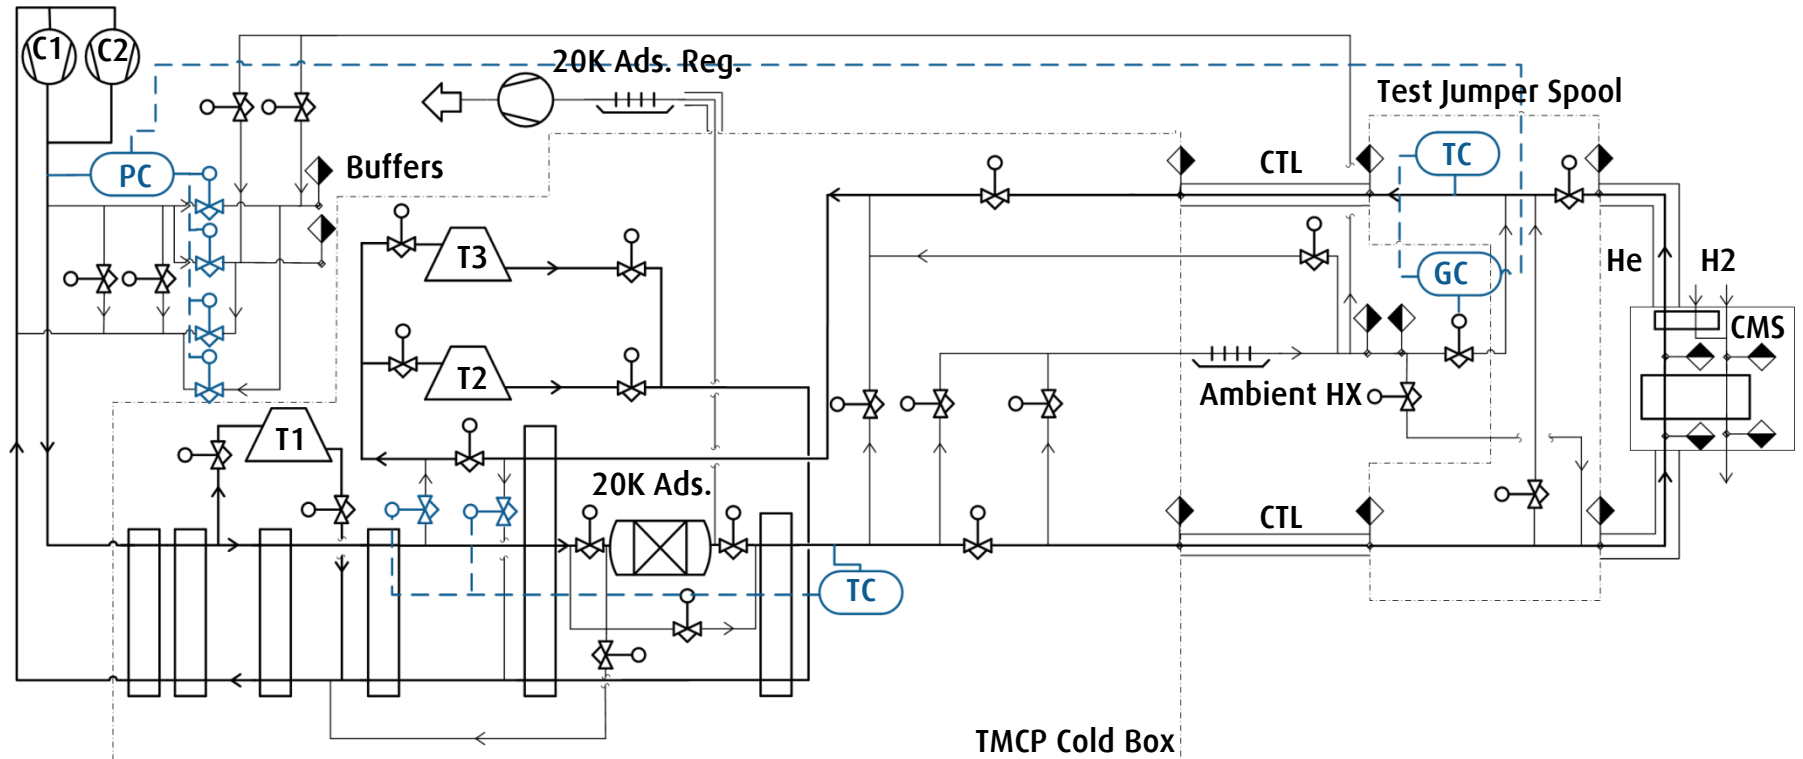 C1
C2
20K Ads. Reg.
Test Jumper Spool
PC
Buffers
CTL
TC
T3
GC
He
H2
CMS
T2
Ambient HX
T1
20K Ads.
CTL
TC
TMCP Cold Box